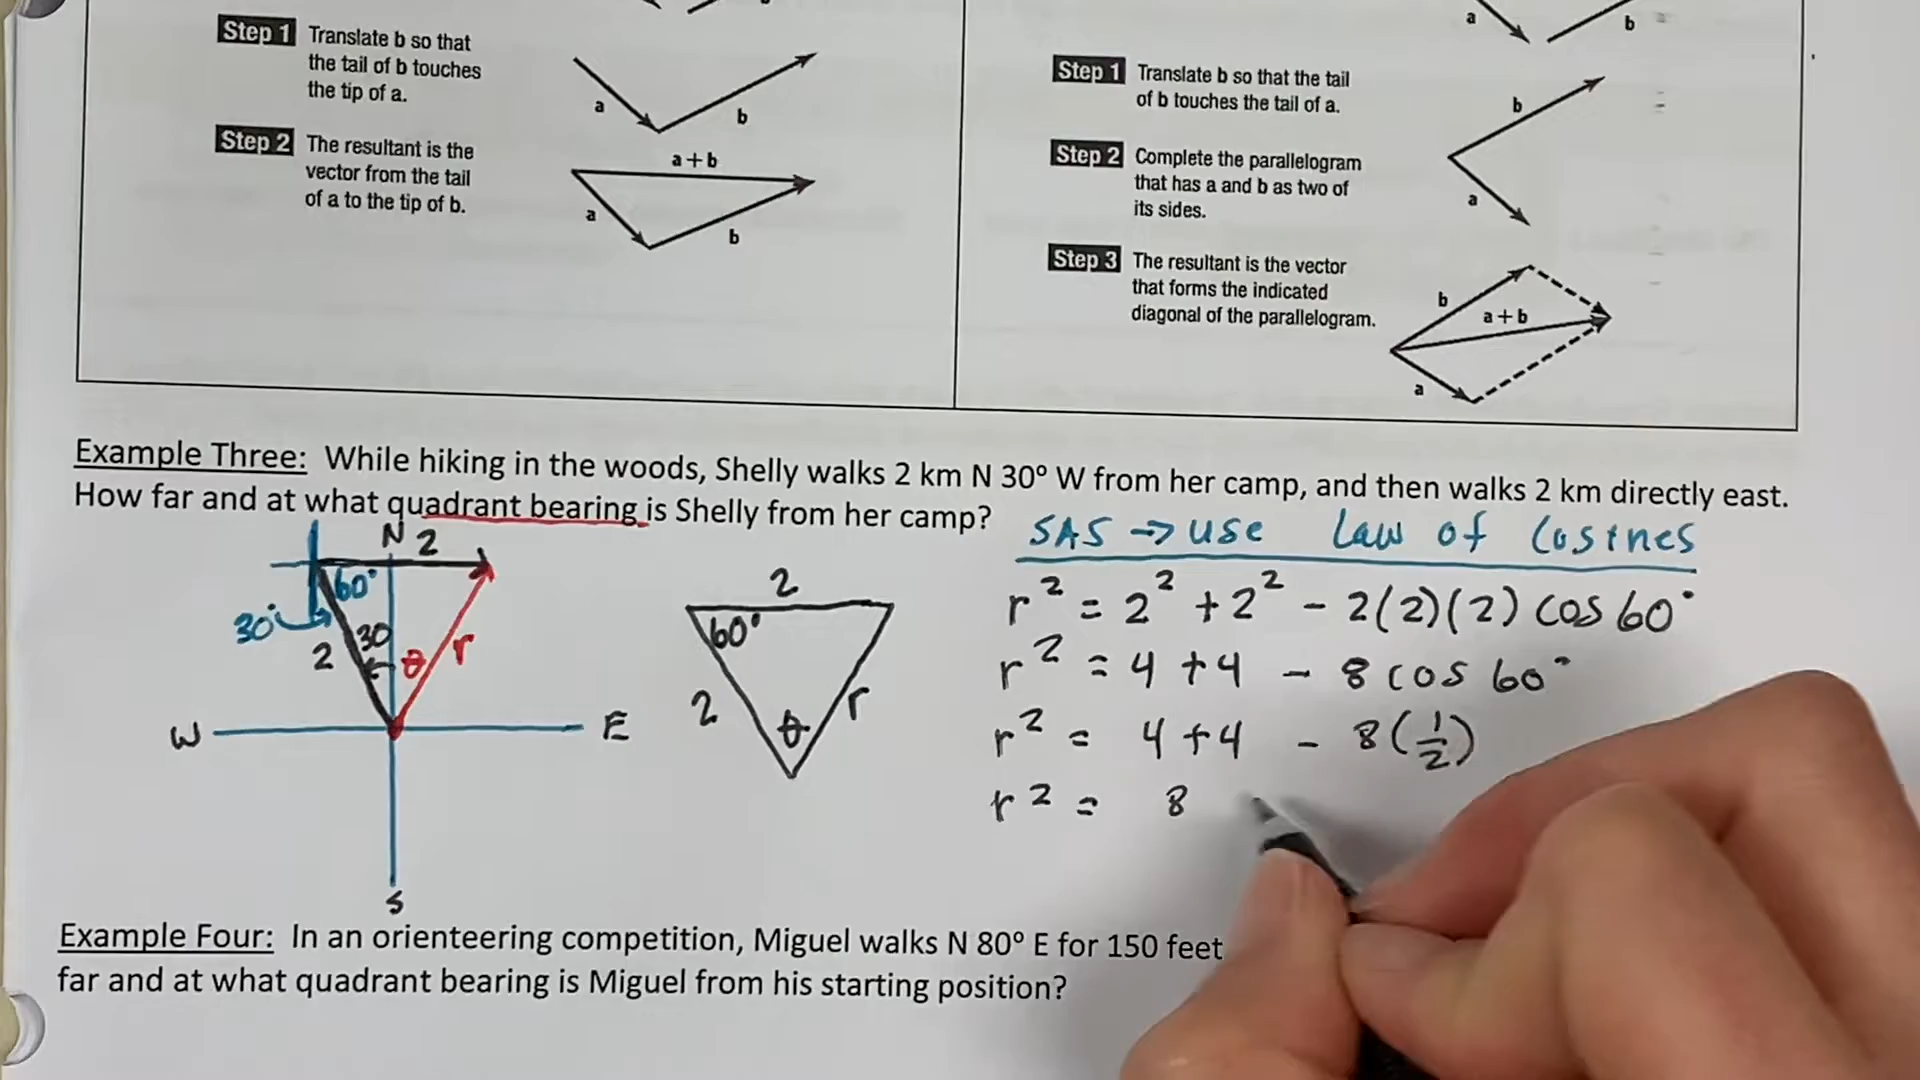 Step 1 Translate b so that
the tail of b touches
the tip of a.
a
b
Step 2 The resultant is the
vector from the tail
of a to the tip of b.
a+b
a
b
a
b
Step 1 Translate b so that the tail
of b touches the tail of a.
b
a
Step 2 Complete the parallelogram
that has a and b as two of
its sides.
Step 3 The resultant is the vector
that forms the indicated
diagonal of the parallelogram.
b
a+b
a
Example Three: While hiking in the woods, Shelly walks 2 km N 30º W from her camp, and then walks 2 km directly east.
How far and at what quadrant bearing is Shelly from her camp?
N 2
60°
30°
30
2
θ
r
W
E
S
2
60°
2
r
θ
SAS → use Law of Cosines
r² = 2² + 2² - 2(2)(2) cos 60°
r² = 4 + 4 - 8 cos 60°
r² = 4 + 4 - 8(1/2)
r² = 8
Example Four: In an orienteering competition, Miguel walks N 80º E for 150 feet
far and at what quadrant bearing is Miguel from his starting position?